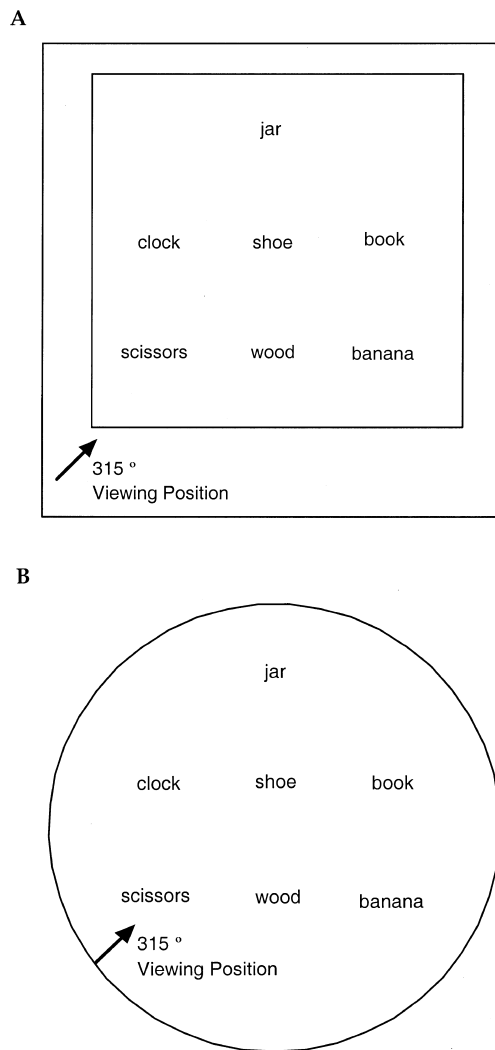 A
jar
clock shoe book
scissors wood banana
315 º
Viewing Position
B
jar
clock shoe book
scissors wood banana
315 º
Viewing Position